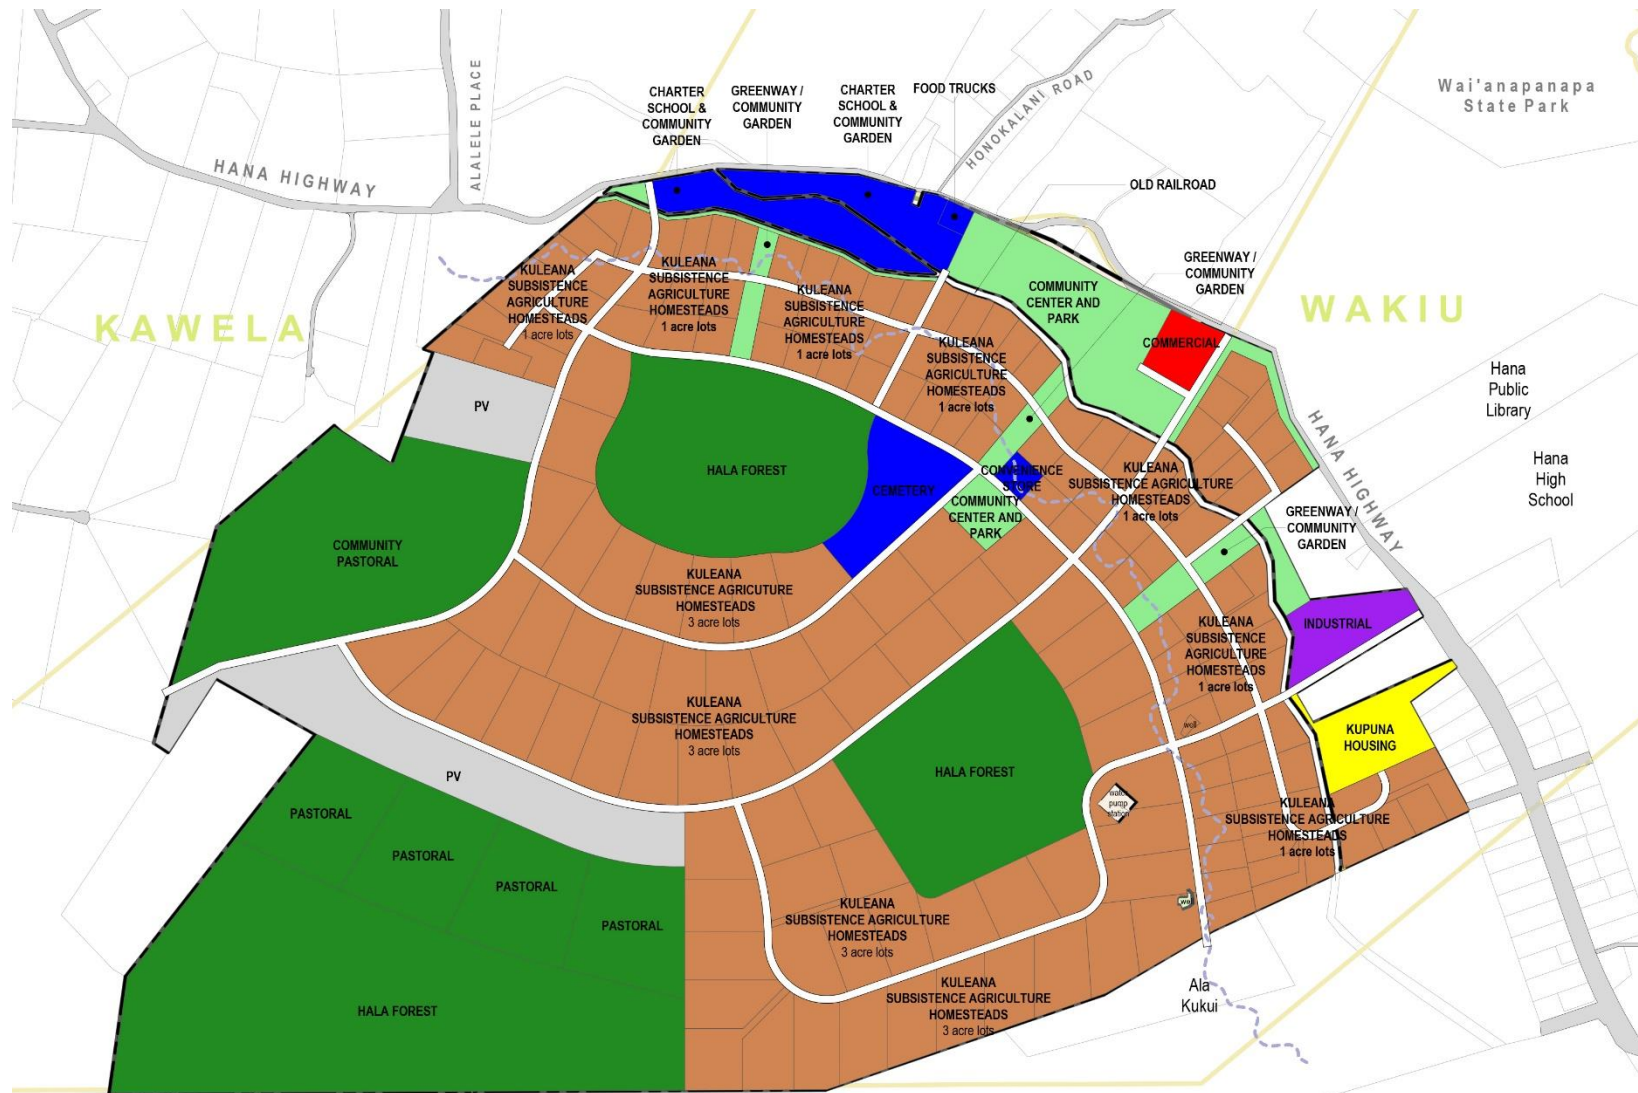 Wai'anapanapa
State Park
CHARTER
SCHOOL &
COMMUNITY
GARDEN
GREENWAY /
COMMUNITY
GARDEN
CHARTER
SCHOOL &
COMMUNITY
GARDEN
FOOD TRUCKS
HONOKALANI ROAD
ALALELE PLACE
HANA HIGHWAY
OLD RAILROAD
GREENWAY /
COMMUNITY
GARDEN
KAWELA
WAKIU
KULEANA
SUBSISTENCE
AGRICULTURE
HOMESTEADS
1 acre lots
KULEANA
SUBSISTENCE
AGRICULTURE
HOMESTEADS
1 acre lots
KULEANA
SUBSISTENCE
AGRICULTURE
HOMESTEADS
1 acre lots
KULEANA
SUBSISTENCE
AGRICULTURE
HOMESTEADS
1 acre lots
COMMUNITY
CENTER AND
PARK
COMMERCIAL
Hana
Public
Library
HANA HIGHWAY
Hana
High
School
PV
HALA FOREST
CEMETERY
CONVENIENCE
STORE
COMMUNITY
CENTER AND
PARK
KULEANA
SUBSISTENCE AGRICULTURE
HOMESTEADS
1 acre lots
GREENWAY /
COMMUNITY
GARDEN
COMMUNITY
PASTORAL
KULEANA
SUBSISTENCE AGRICUTURE
HOMESTEADS
3 acre lots
KULEANA
SUBSISTENCE
AGRICULTURE
HOMESTEADS
1 acre lots
INDUSTRIAL
KULEANA
SUBSISTENCE AGRICULTURE
HOMESTEADS
3 acre lots
well
KUPUNA
HOUSING
PV
HALA FOREST
water
pump
station
KULEANA
SUBSISTENCE AGRICULTURE
HOMESTEADS
1 acre lots
PASTORAL
PASTORAL
PASTORAL
PASTORAL
well
KULEANA
SUBSISTENCE AGRICULTURE
HOMESTEADS
3 acre lots
KULEANA
SUBSISTENCE AGRICULTURE
HOMESTEADS
3 acre lots
Ala
Kukui
HALA FOREST